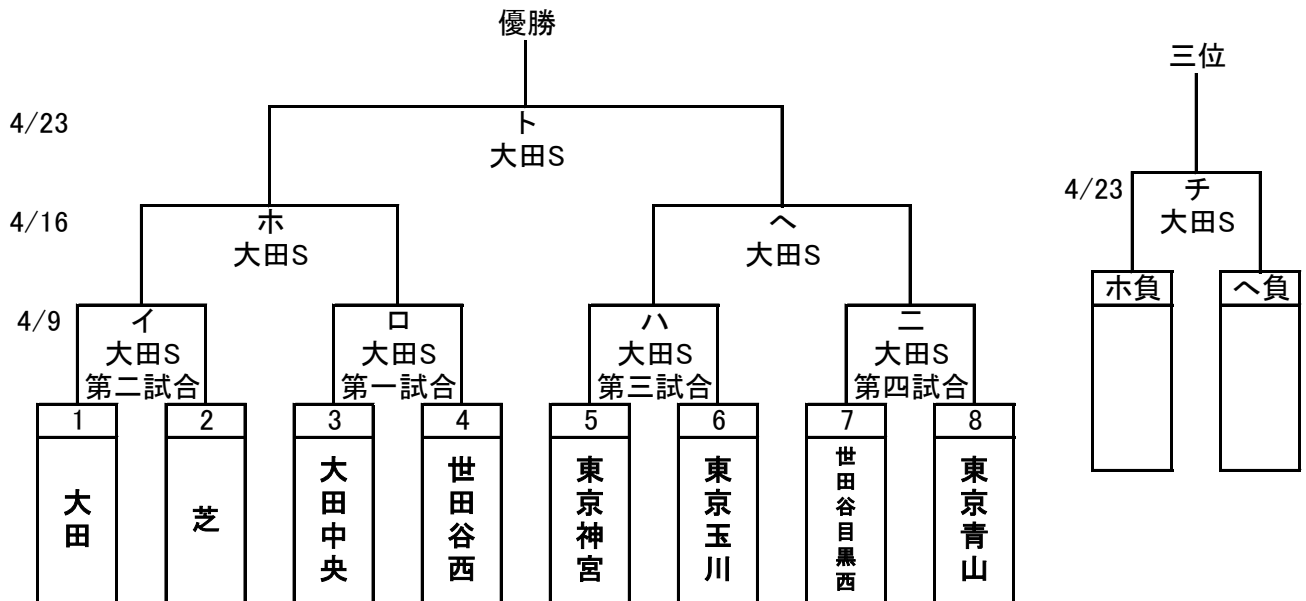 優勝
三位
4/23
ト
大田S
4/23
チ
大田S
4/16
ホ
大田S
ヘ
大田S
ホ負
ヘ負
4/9
イ
大田S
第二試合
ロ
大田S
第一試合
ハ
大田S
第三試合
ニ
大田S
第四試合
1
2
3
4
5
6
7
8
大田
芝
大田中央
世田谷西
東京神宮
東京玉川
世田谷目黒西
東京青山